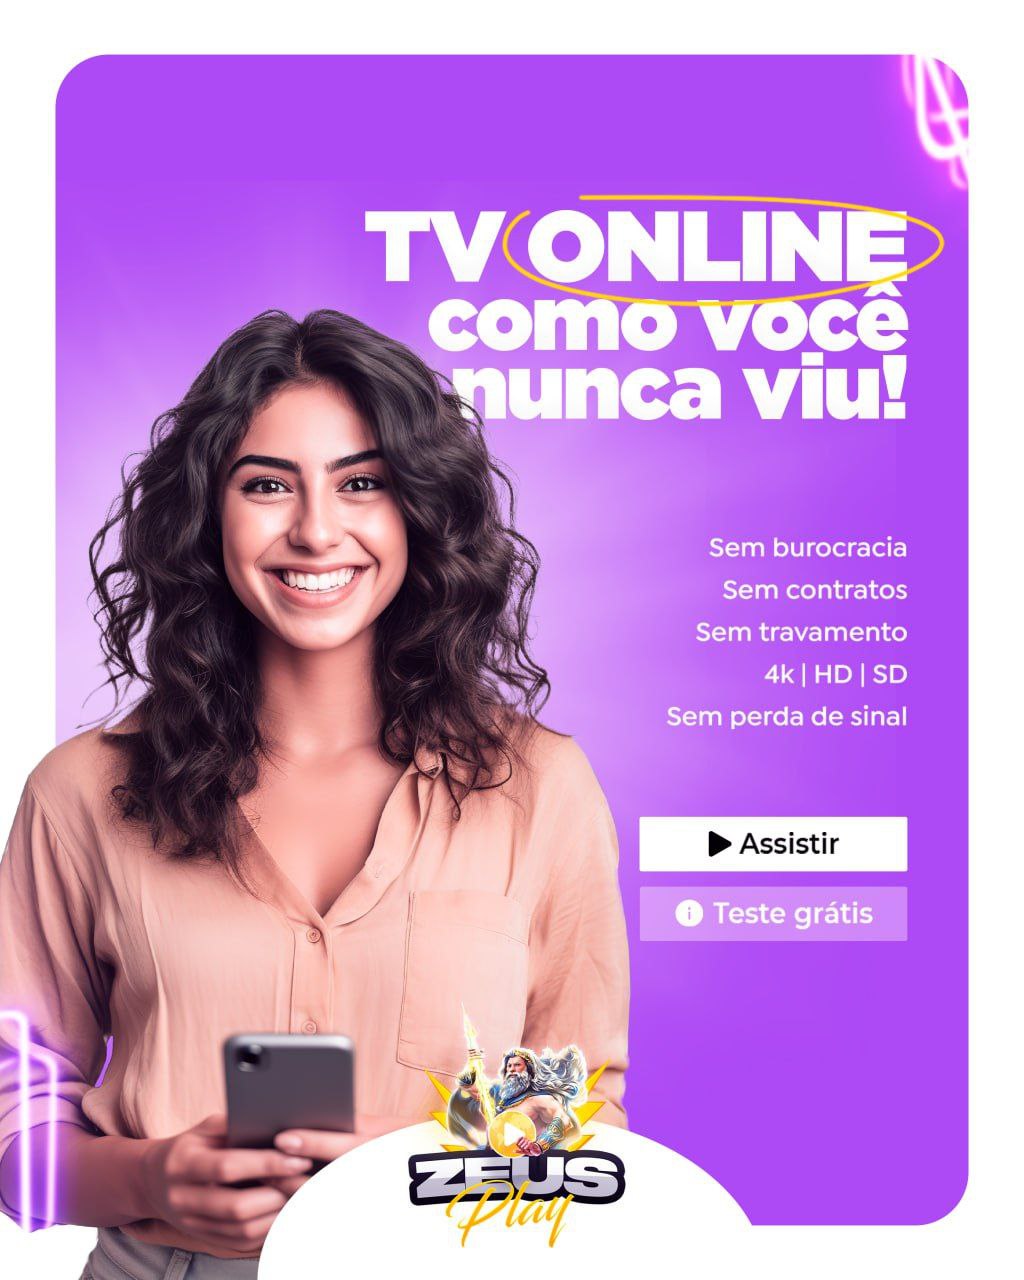 TV ONLINE
como você
nunca viu!
Sem burocracia
Sem contratos
Sem travamento
4k | HD | SD
Sem perda de sinal
Assistir
Teste grátis
ZEUS
Play